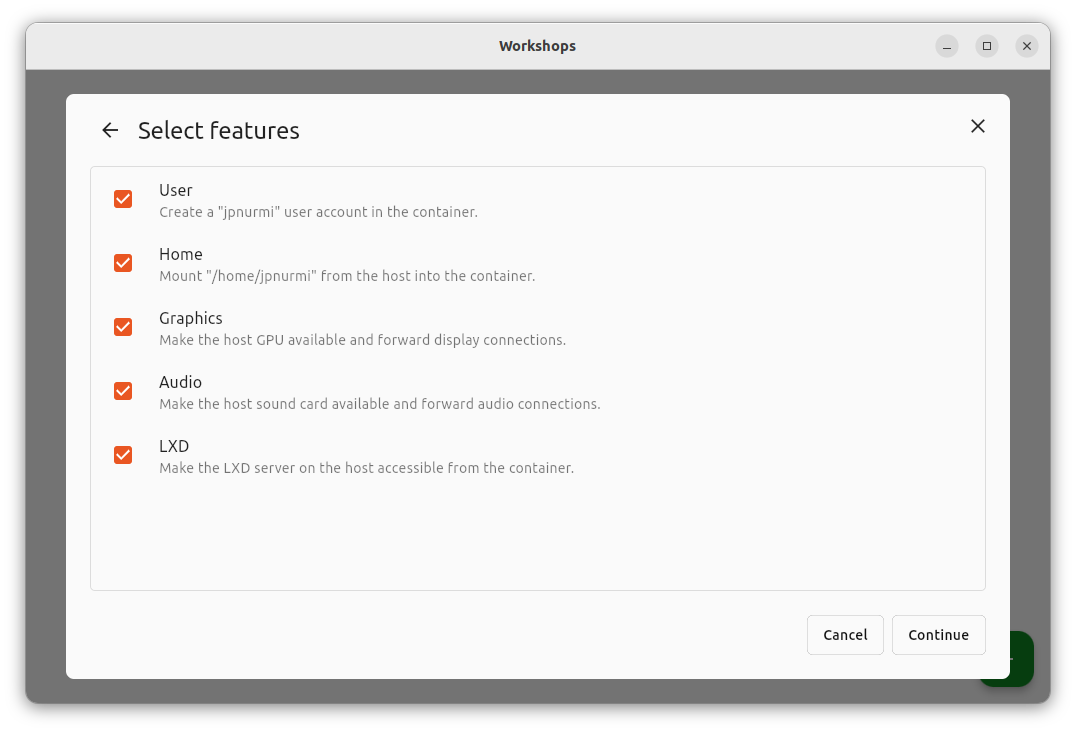 Workshops
Select features
User
Create a "jpnurmi" user account in the container.
Home
Mount "/home/jpnurmi" from the host into the container.
Graphics
Make the host GPU available and forward display connections.
Audio
Make the host sound card available and forward audio connections.
LXD
Make the LXD server on the host accessible from the container.
Cancel
Continue